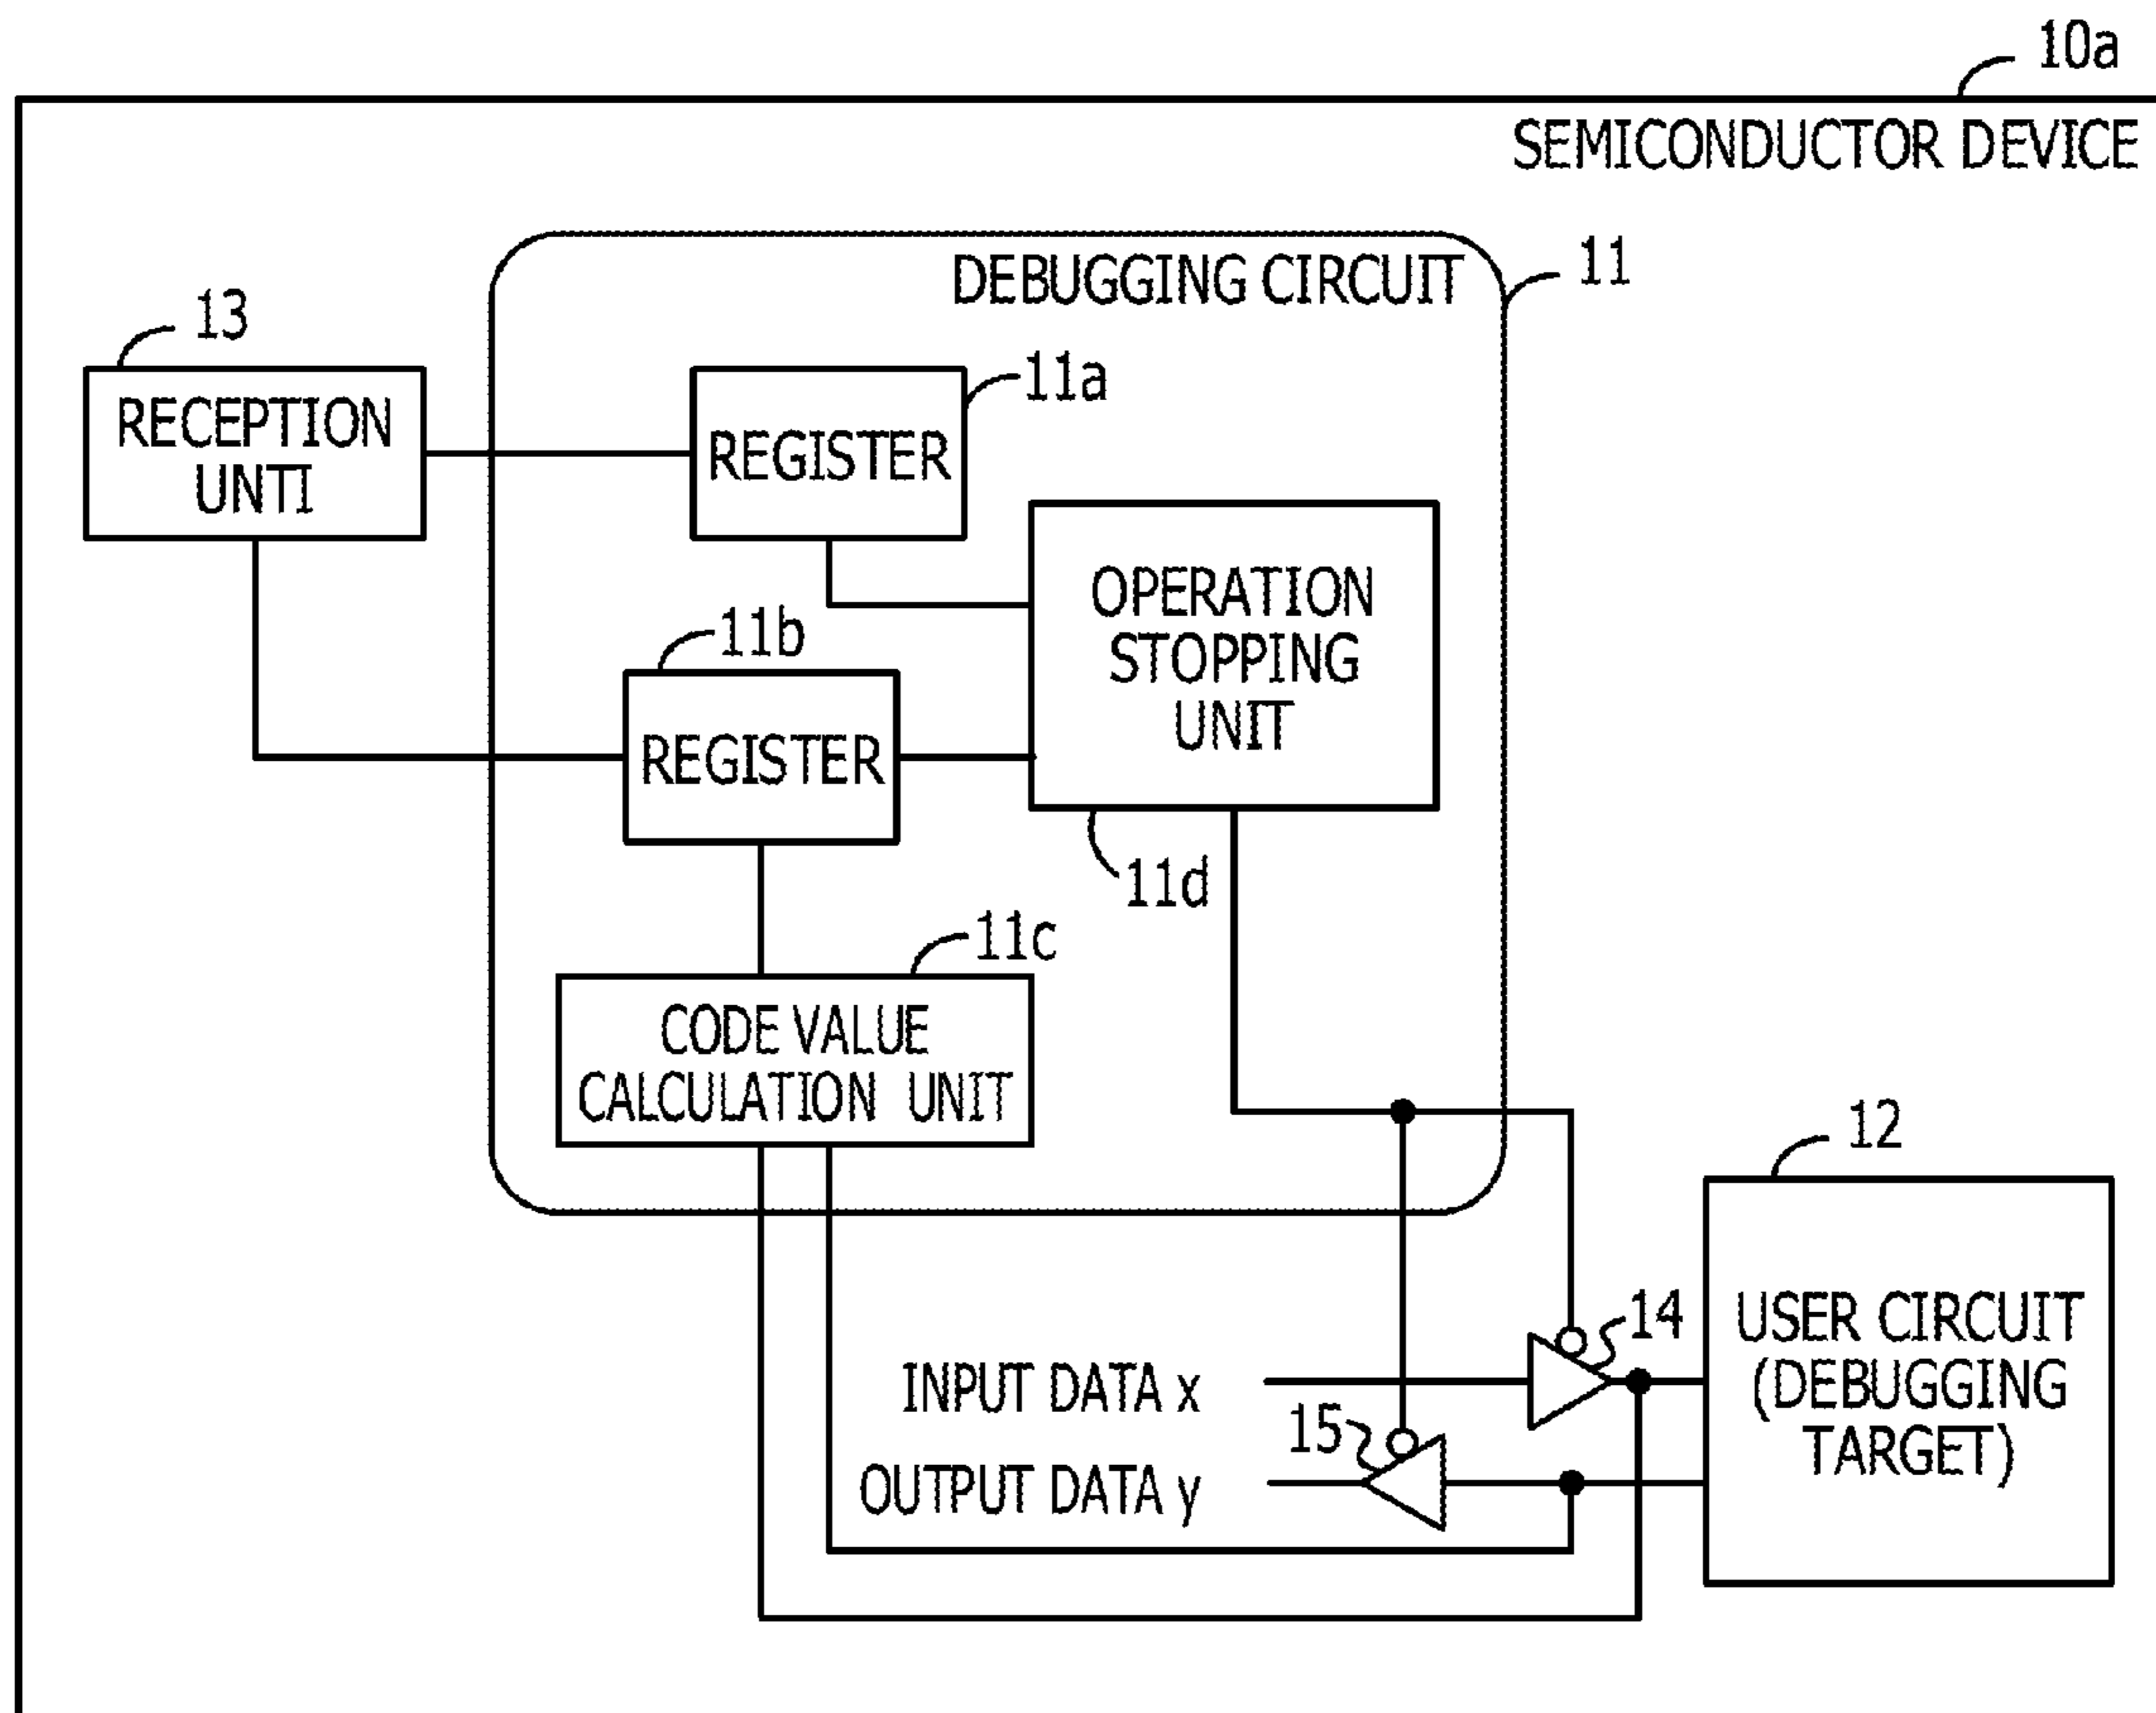 10a
SEMICONDUCTOR DEVICE
DEBUGGING CIRCUIT
11
13
RECEPTION
UNTI
11a
REGISTER
OPERATION
STOPPING
UNIT
11b
REGISTER
11d
11c
CODE VALUE
CALCULATION UNIT
12
USER CIRCUIT
(DEBUGGING
TARGET)
14
INPUT DATA x
15
OUTPUT DATA y